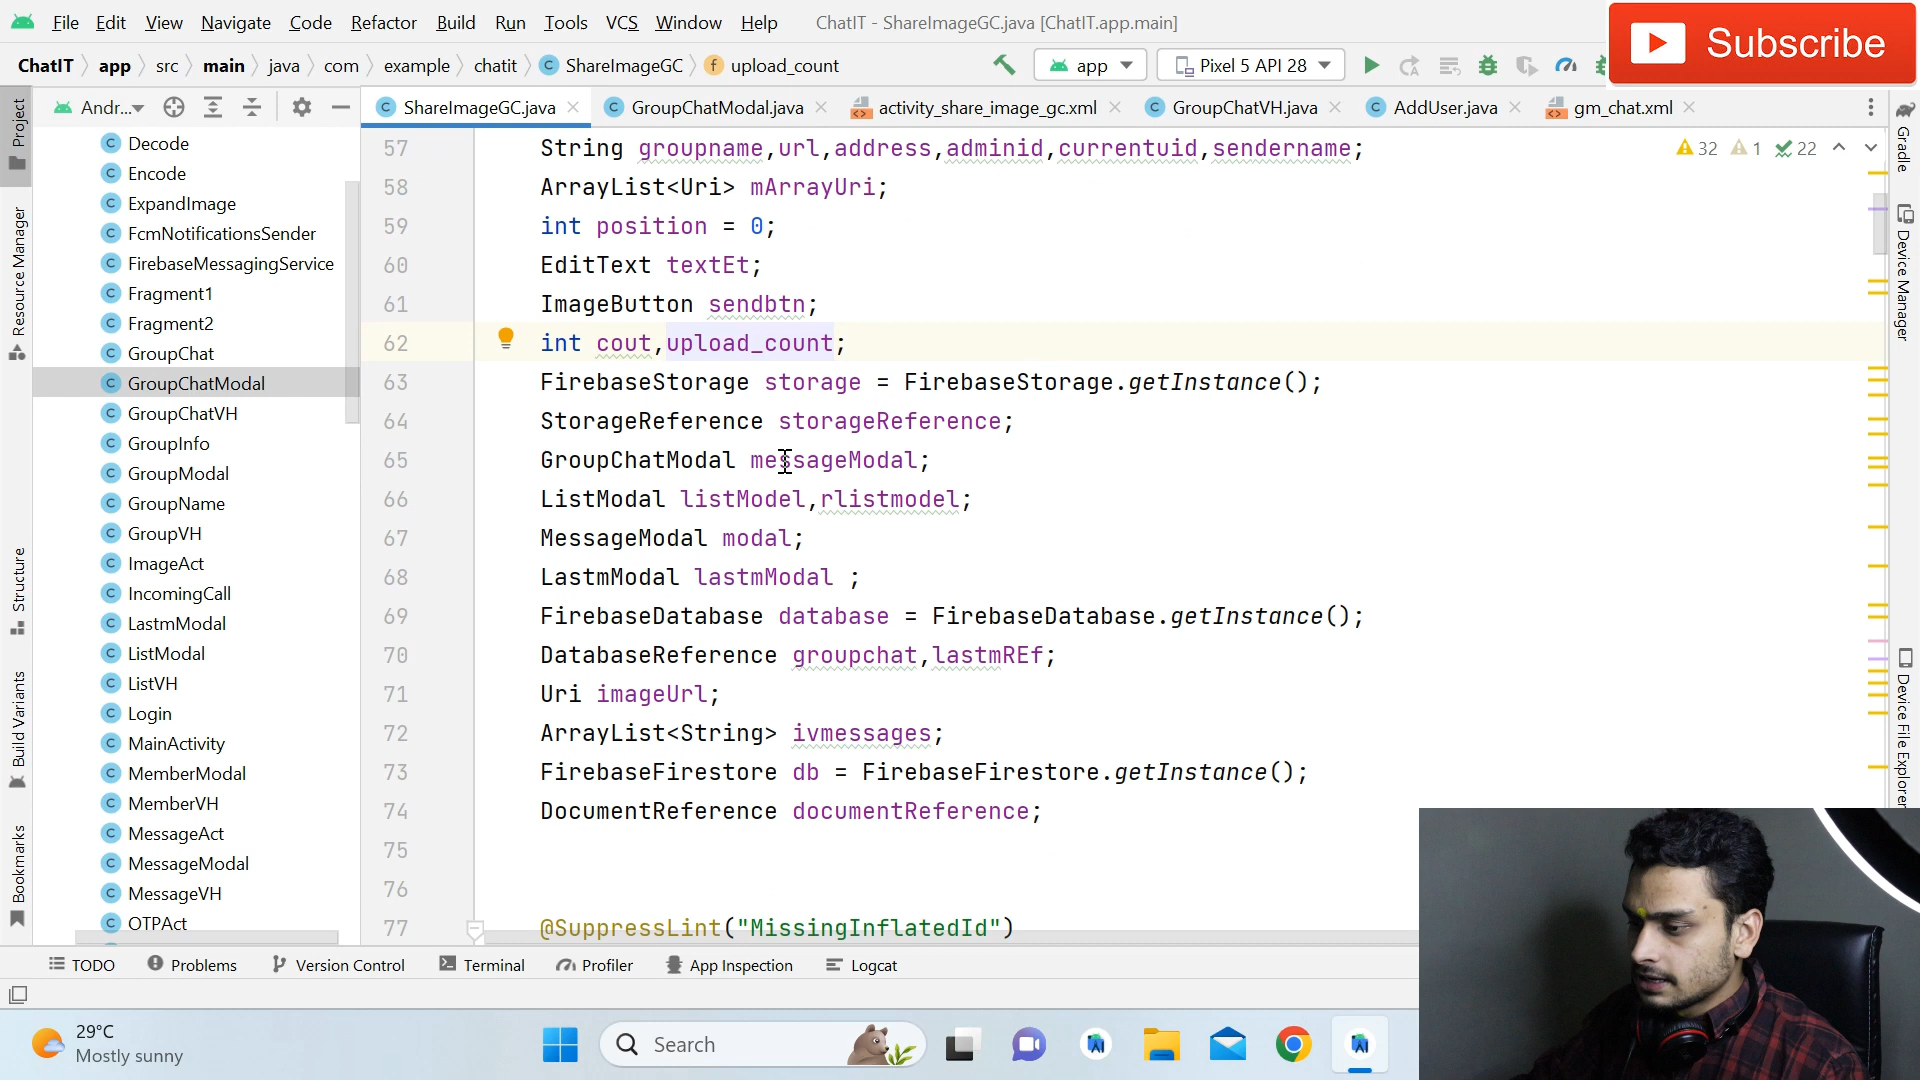 File Edit View Navigate Code Refactor Build Run Tools VCS Window Help ChatIT - ShareImageGC.java [ChatIT.app.main]
Subscribe
ChatIT app src main java com example chatit ShareImageGC upload_count app Pixel 5 API 28
Andr... ShareImageGC.java GroupChatModal.java activity_share_image_gc.xml GroupChatVH.java AddUser.java gm_chat.xml
Project
Resource Manager
Structure
Build Variants
Bookmarks
Decode
Encode
ExpandImage
FcmNotificationsSender
FirebaseMessagingService
Fragment1
Fragment2
GroupChat
GroupChatModal
GroupChatVH
GroupInfo
GroupModal
GroupName
GroupVH
ImageAct
IncomingCall
LastmModal
ListModal
ListVH
Login
MainActivity
MemberModal
MemberVH
MessageAct
MessageModal
MessageVH
OTPAct
57 String groupname,url,address,adminid,currentuid,sendername;
58 ArrayList<Uri> mArrayUri;
59 int position = 0;
60 EditText textEt;
61 ImageButton sendbtn;
62 int cout,upload_count;
63 FirebaseStorage storage = FirebaseStorage.getInstance();
64 StorageReference storageReference;
65 GroupChatModal messageModal;
66 ListModal listModel,rlistmodel;
67 MessageModal modal;
68 LastmModal lastmModal ;
69 FirebaseDatabase database = FirebaseDatabase.getInstance();
70 DatabaseReference groupchat,lastmREf;
71 Uri imageUrl;
72 ArrayList<String> ivmessages;
73 FirebaseFirestore db = FirebaseFirestore.getInstance();
74 DocumentReference documentReference;
75
76
77 @SuppressLint("MissingInflatedId")
32 1 22
Gradle
Device Manager
Device File Explorer
TODO Problems Version Control Terminal Profiler App Inspection Logcat
29°C
Mostly sunny
Search